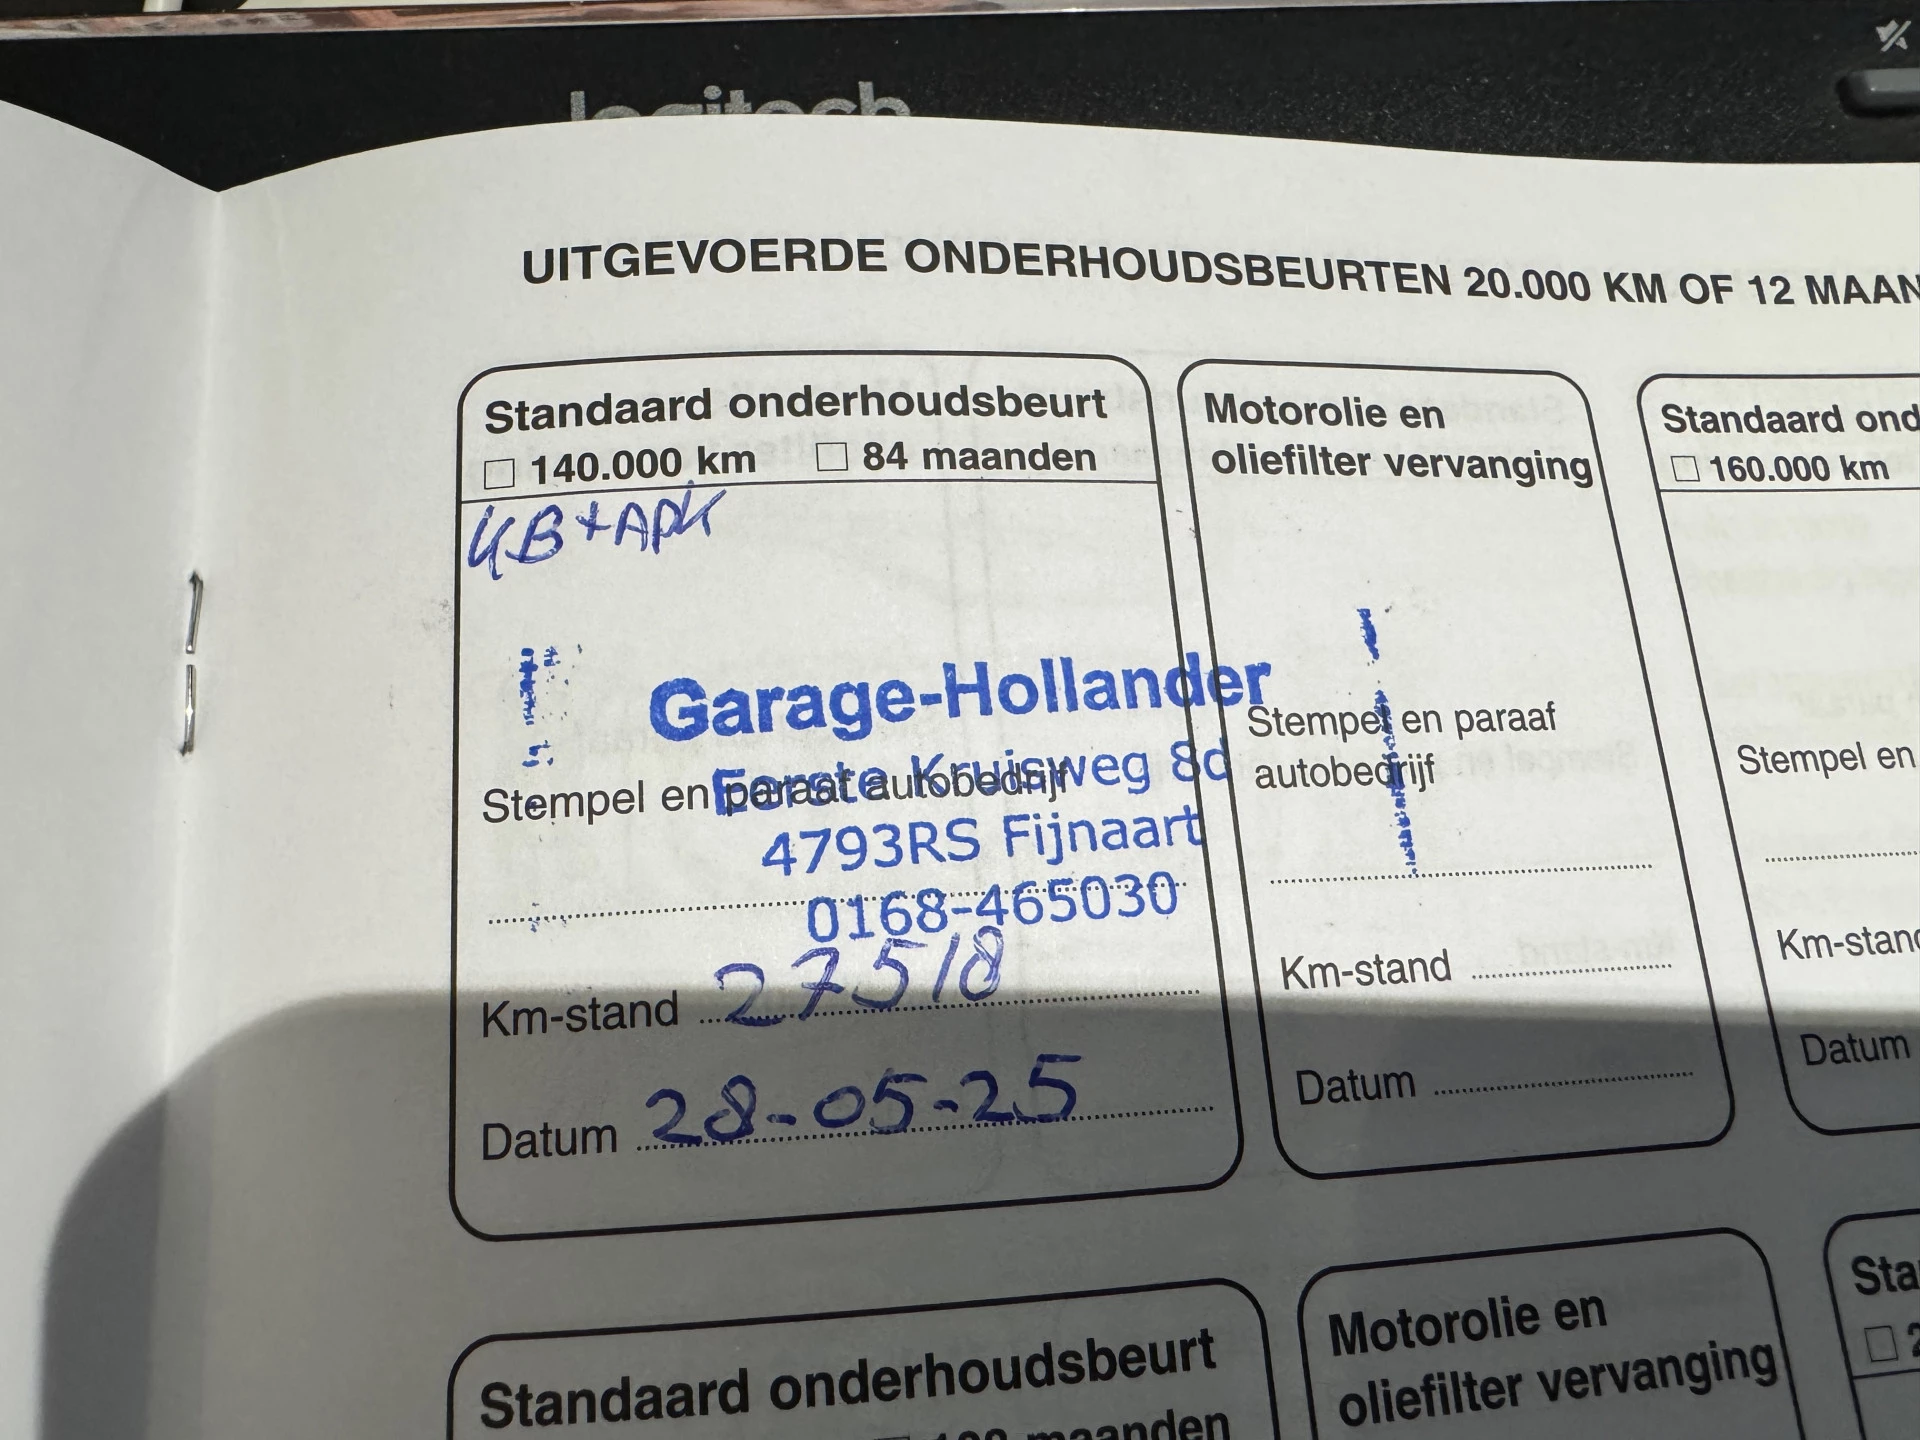 logitech
UITGEVOERDE ONDERHOUDSBEURTEN 20.000 KM OF 12 MAAN
Standaard onderhoudsbeurt
140.000 km 84 maanden
KB+APK
Garage-Hollander
Eerste Kruisweg 8d
Stempel en paraaf autobedrijf
4793RS Fijnaart
0168-465030
Km-stand 27518
Datum 28-05-25
Motorolie en
oliefilter vervanging
Stempel en paraaf
autobedrijf
Km-stand
Datum
Standaard ond
160.000 km
Stempel en
Km-stand
Datum
Standaard onderhoudsbeurt
maanden
Motorolie en
oliefilter vervanging
Sta
2